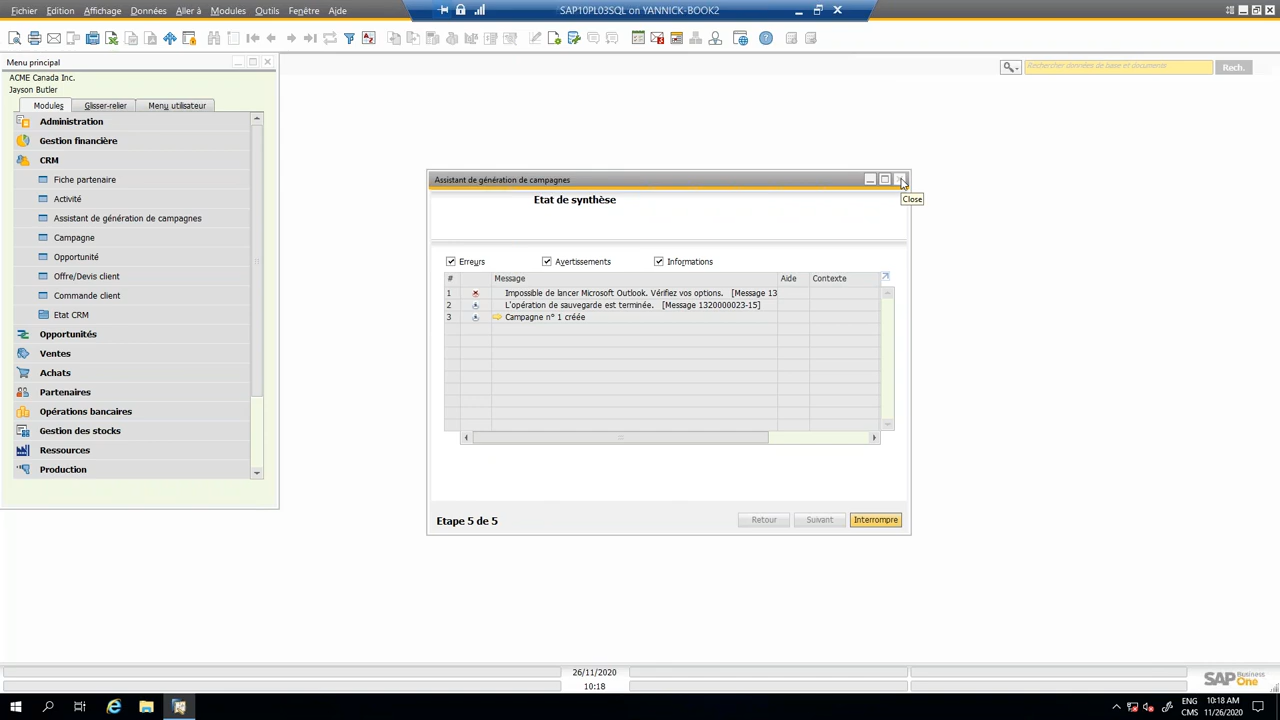 Fichier Edition Affichage Données Aller à Modules Outils Fenêtre Aide
SAP10PL03SQL on YANNICK-BOOK2
Menu principal
ACME Canada Inc.
Jayson Butler
Modules Glisser-relier Menu utilisateur
Administration
Gestion financière
CRM
Fiche partenaire
Activité
Assistant de génération de campagnes
Campagne
Opportunité
Offre/Devis client
Commande client
Etat CRM
Opportunités
Ventes
Achats
Partenaires
Opérations bancaires
Gestion des stocks
Ressources
Production
Rechercher données de base et documents
Rech.
Assistant de génération de campagnes
Close
Etat de synthèse
Erreurs Avertissements Informations
# Message Aide Contexte
1 Impossible de lancer Microsoft Outlook. Vérifiez vos options. [Message 13
2 L'opération de sauvegarde est terminée. [Message 1320000023-15]
3 Campagne n° 1 créée
Etape 5 de 5
Retour Suivant Interrompre
26/11/2020
10:18
SAP Business One
ENG
CMS
10:18 AM
11/26/2020